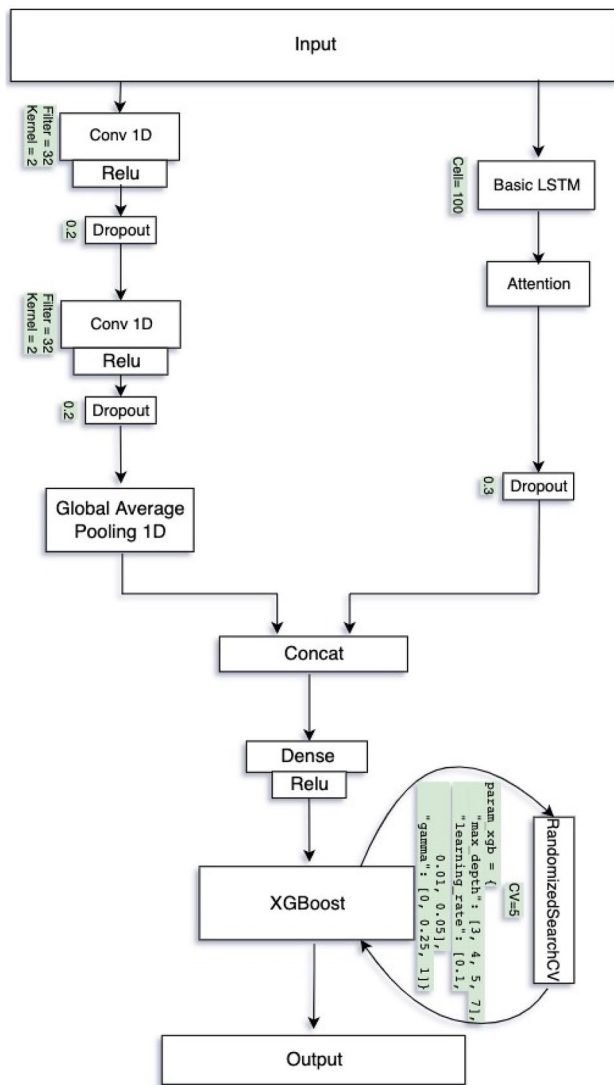 Input
Filter = 32
Kernel = 2
Conv 1D
Relu
0.2
Dropout
Filter = 32
Kernel = 2
Conv 1D
Relu
0.2
Dropout
Global Average
Pooling 1D
Cell= 100
Basic LSTM
Attention
0.3
Dropout
Concat
Dense
Relu
XGBoost
param_xgb = {
"max_depth": [3, 4, 5, 7],
"learning_rate": [0.1,
0.01, 0.05],
"gamma": [0, 0.25, 1]}
CV=5
RandomizedSearchCV
Output